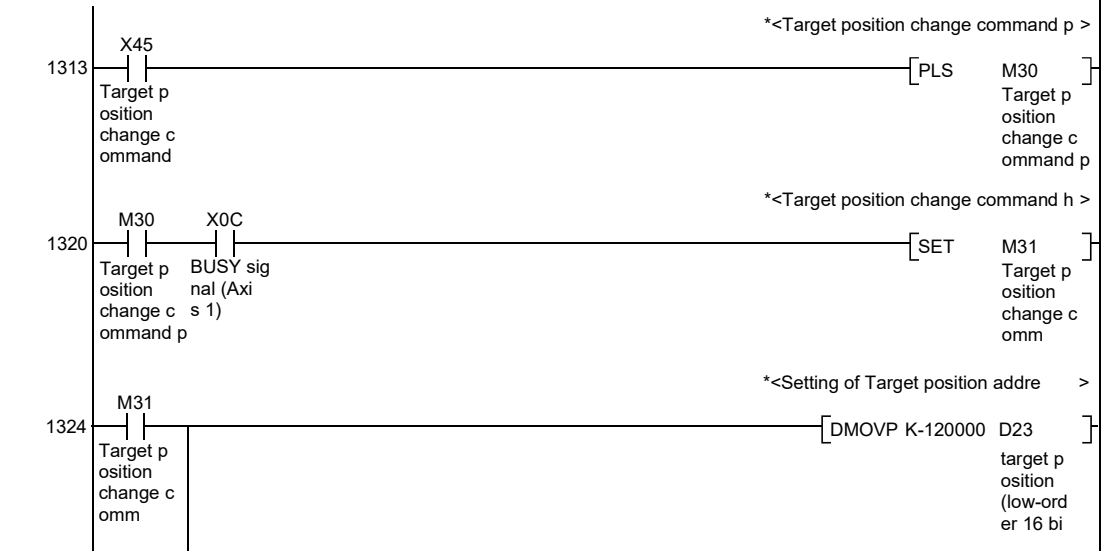 *<Target position change command p >
X45
1313
PLS M30
Target p
osition
change c
ommand
Target p
osition
change c
ommand p
*<Target position change command h >
M30 X0C
1320
SET M31
Target p
osition
change c
ommand p
BUSY sig
nal (Axi
s 1)
Target p
osition
change c
omm
*<Setting of Target position addre >
M31
1324
DMOVP K-120000 D23
Target p
osition
change c
omm
target p
osition
(low-ord
er 16 bi